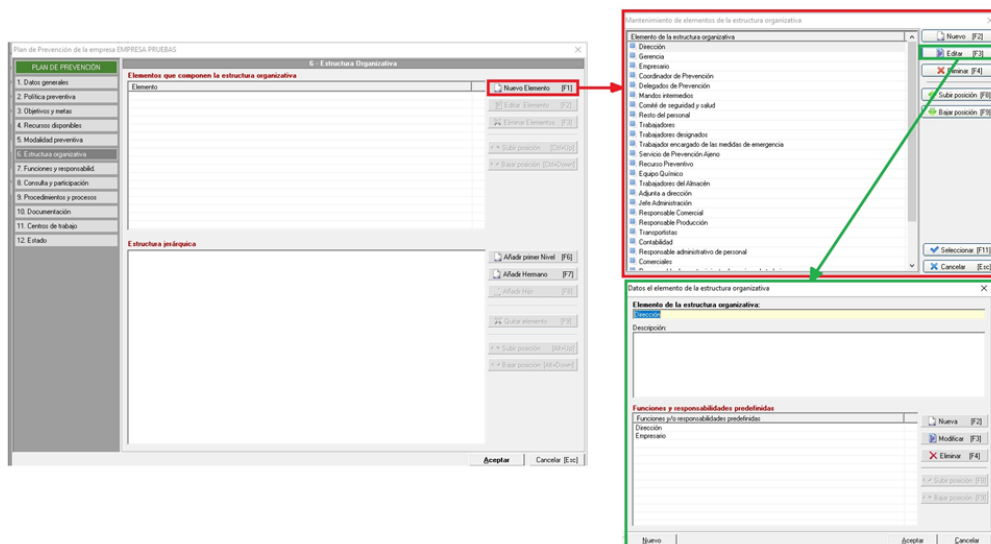 Plan de Prevención de la empresa EMPRESA PRUEBAS
PLAN DE PREVENCIÓN
1. Datos generales
2. Política preventiva
3. Objetivos y metas
4. Recursos disponibles
5. Modalidad preventiva
6. Estructura organizativa
7. Funciones y responsabilid.
8. Consulta y participación
9. Procedimientos y procesos
10. Documentación
11. Centros de trabajo
12. Estado
6 - Estructura Organizativa
Elementos que componen la estructura organizativa
Elemento
Nuevo Elemento [F1]
Editar Elemento [F2]
Eliminar Elementos [F3]
Subir posición [Ctrl+Up]
Bajar posición [Ctrl+Down]
Estructura jerárquica
Añadir primer Nivel [F6]
Añadir Hermano [F7]
Añadir Hijo [F8]
Quitar elemento [F9]
Subir posición [Alt+Up]
Bajar posición [Alt+Down]
Aceptar Cancelar [Esc]
Mantenimiento de elementos de la estructura organizativa
Elemento de la estructura organizativa
Dirección
Gerencia
Empresario
Coordinador de Prevención
Delegados de Prevención
Mandos intermedios
Comité de seguridad y salud
Resto del personal
Trabajadores
Trabajadores designados
Trabajador encargado de las medidas de emergencia
Servicio de Prevención Ajeno
Recurso Preventivo
Equipo Químico
Trabajadores del Almacén
Adjunta a dirección
Jefe Administración
Responsable Comercial
Responsable Producción
Transportistas
Contabilidad
Responsable administrativo de personal
Comerciales
Nuevo [F2]
Editar [F3]
Eliminar [F4]
Subir posición [F8]
Bajar posición [F9]
Seleccionar [F11]
Cancelar [Esc]
Datos el elemento de la estructura organizativa
Elemento de la estructura organizativa:
Dirección
Descripción:
Funciones y responsabilidades predefinidas
Funciones y/o responsabilidades predefinidas
Dirección
Empresario
Nueva [F2]
Modificar [F3]
Eliminar [F4]
Subir posición [F8]
Bajar posición [F9]
Nuevo Aceptar Cancelar